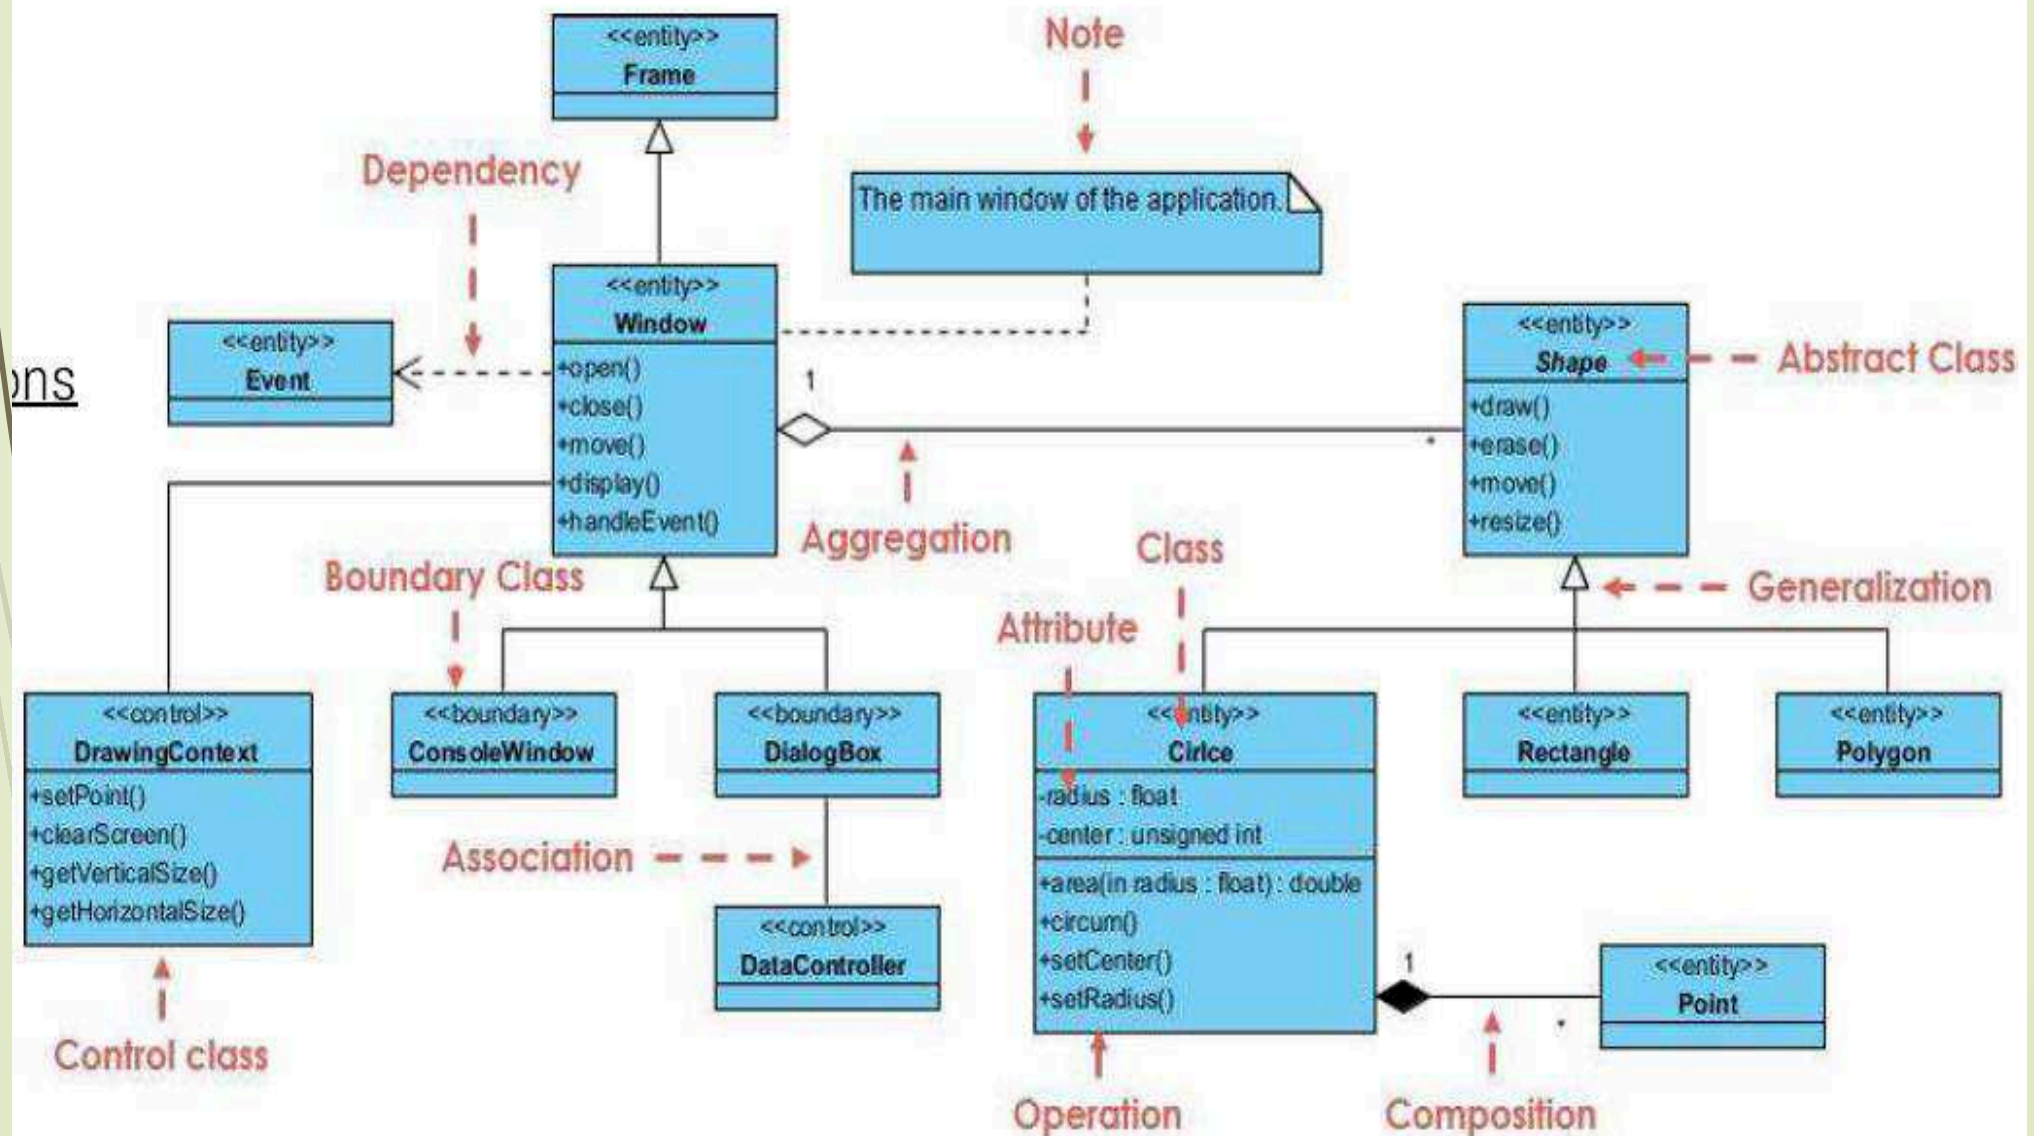 <<entity>>
Frame
Note
Dependency
The main window of the application.
<<entity>>
Window
+open()
+close()
+move()
+display()
+handleEvent()
<<entity>>
Event
ons
1
*
<<entity>>
Shape
+draw()
+erase()
+move()
+resize()
Abstract Class
Aggregation
Class
Boundary Class
Generalization
Attribute
<<control>>
DrawingContext
+setPoint()
+clearScreen()
+getVerticalSize()
+getHorizontalSize()
<<boundary>>
ConsoleWindow
<<boundary>>
DialogBox
<<entity>>
Cirlce
-radius : float
-center : unsigned int
+area(in radius : float) : double
+circum()
+setCenter()
+setRadius()
<<entity>>
Rectangle
<<entity>>
Polygon
Association
<<control>>
DataController
1
*
<<entity>>
Point
Control class
Operation
Composition